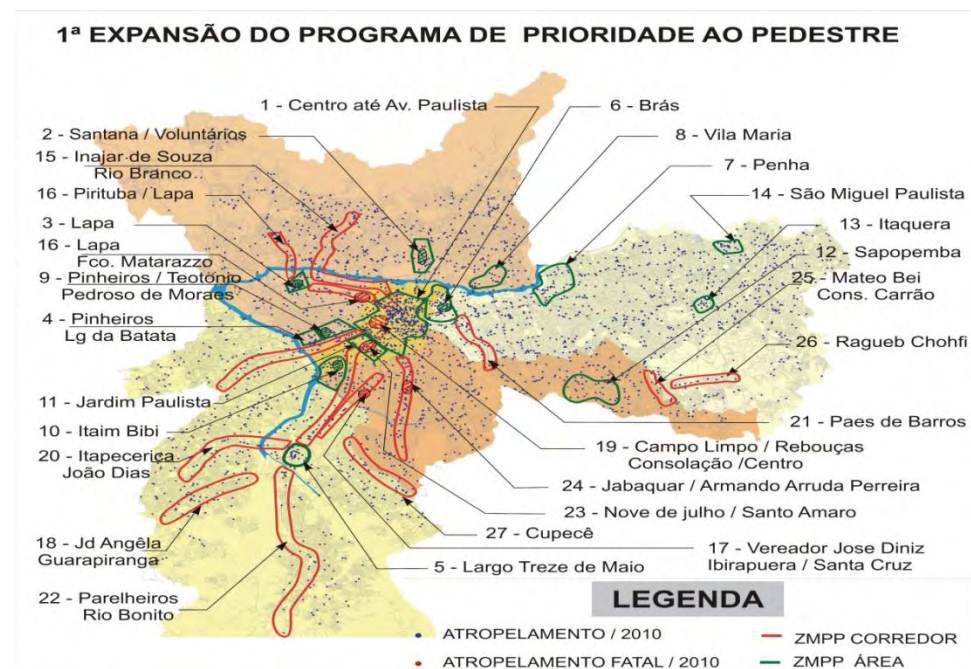 1ª EXPANSÃO DO PROGRAMA DE PRIORIDADE AO PEDESTRE
1 - Centro até Av. Paulista
6 - Brás
2 - Santana / Voluntários
8 - Vila Maria
15 - Inajar de Souza
Rio Branco
7 - Penha
16 - Pirituba / Lapa
14 - São Miguel Paulista
3 - Lapa
13 - Itaquera
16 - Lapa
Fco. Matarazzo
12 - Sapopemba
9 - Pinheiros / Teotônio
Pedroso de Moraes
25 - Mateo Bei
Cons. Carrão
4 - Pinheiros
Lg da Batata
26 - Ragueb Chohfi
11 - Jardim Paulista
21 - Paes de Barros
10 - Itaim Bibi
19 - Campo Limpo / Rebouças
Consolação /Centro
20 - Itapecerica
João Dias
24 - Jabaquar / Armando Arruda Perreira
23 - Nove de julho / Santo Amaro
27 - Cupecê
18 - Jd Angêla
Guarapiranga
17 - Vereador Jose Diniz
Ibirapuera / Santa Cruz
5 - Largo Treze de Maio
22 - Parelheiros
Rio Bonito
LEGENDA
ATROPELAMENTO / 2010
ZMPP CORREDOR
ATROPELAMENTO FATAL / 2010
ZMPP ÁREA